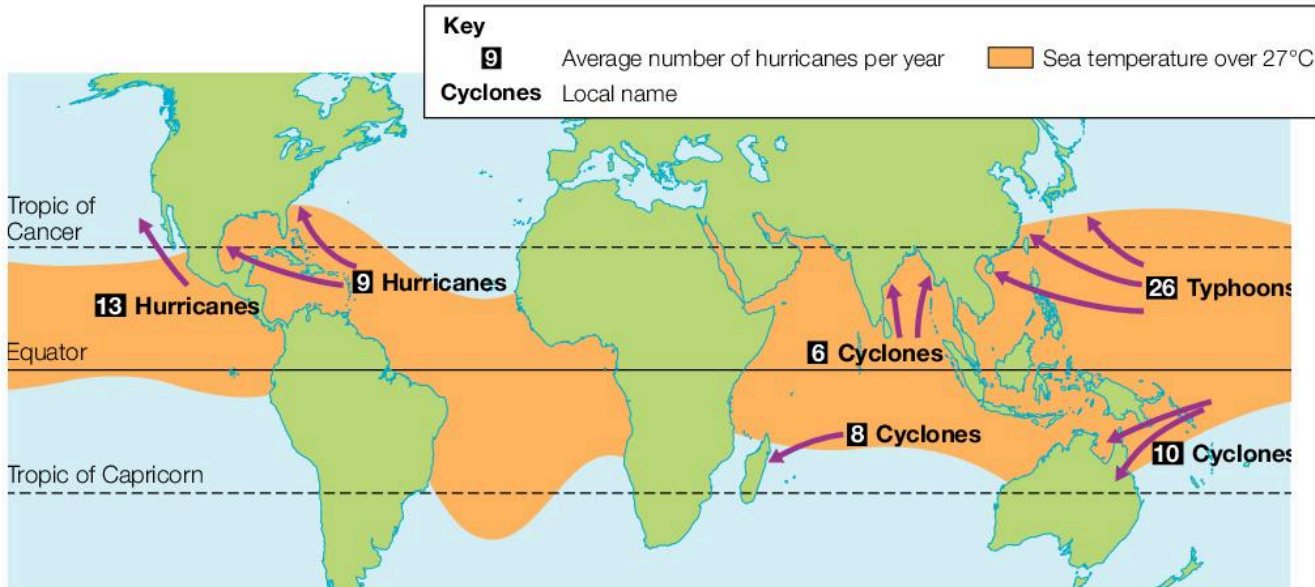 Key
9 Average number of hurricanes per year Sea temperature over 27°C
Cyclones Local name
Tropic of
Cancer
9 Hurricanes
13 Hurricanes
26 Typhoons
Equator
6 Cyclones
8 Cyclones
10 Cyclones
Tropic of Capricorn